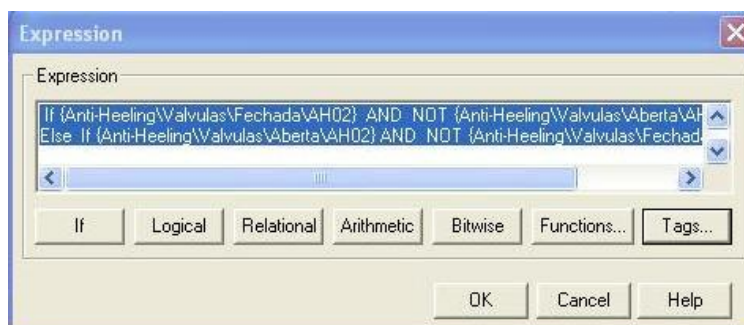 Expression
Expression
If {Anti-Heeling\Valvulas\Fechada\AH02} AND NOT {Anti-Heeling\Valvulas\Aberta\AH
Else If {Anti-Heeling\Valvulas\Aberta\AH02} AND NOT {Anti-Heeling\Valvulas\Fechad
If Logical Relational Arithmetic Bitwise Functions... Tags...
OK Cancel Help